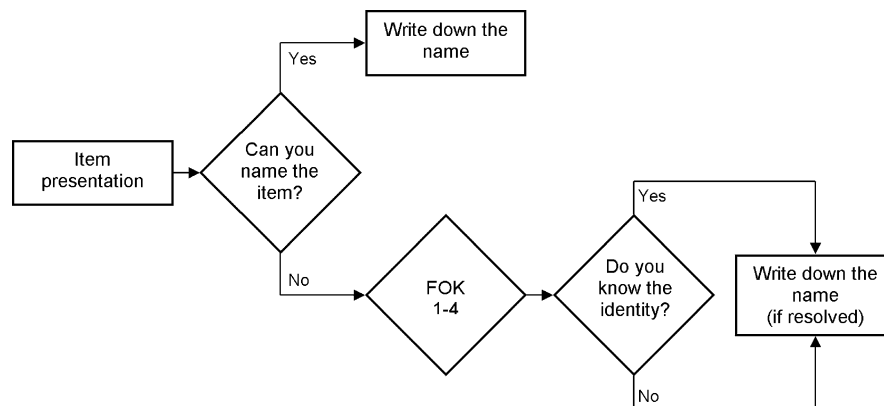 Write down the
name
Yes
Item
presentation
Can you
name the
item?
No
FOK
1-4
Do you
know the
identity?
Yes
Write down the
name
(if resolved)
No